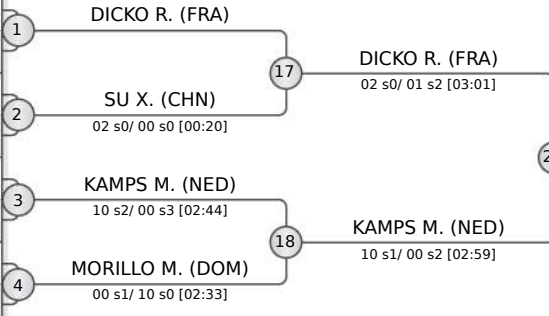 DICKO R. (FRA)
1
17
DICKO R. (FRA)
02 s0/ 01 s2 [03:01]
SU X. (CHN)
2
02 s0/ 00 s0 [00:20]
KAMPS M. (NED)
3
10 s2/ 00 s3 [02:44]
18
KAMPS M. (NED)
10 s1/ 00 s2 [02:59]
MORILLO M. (DOM)
4
00 s1/ 10 s0 [02:33]